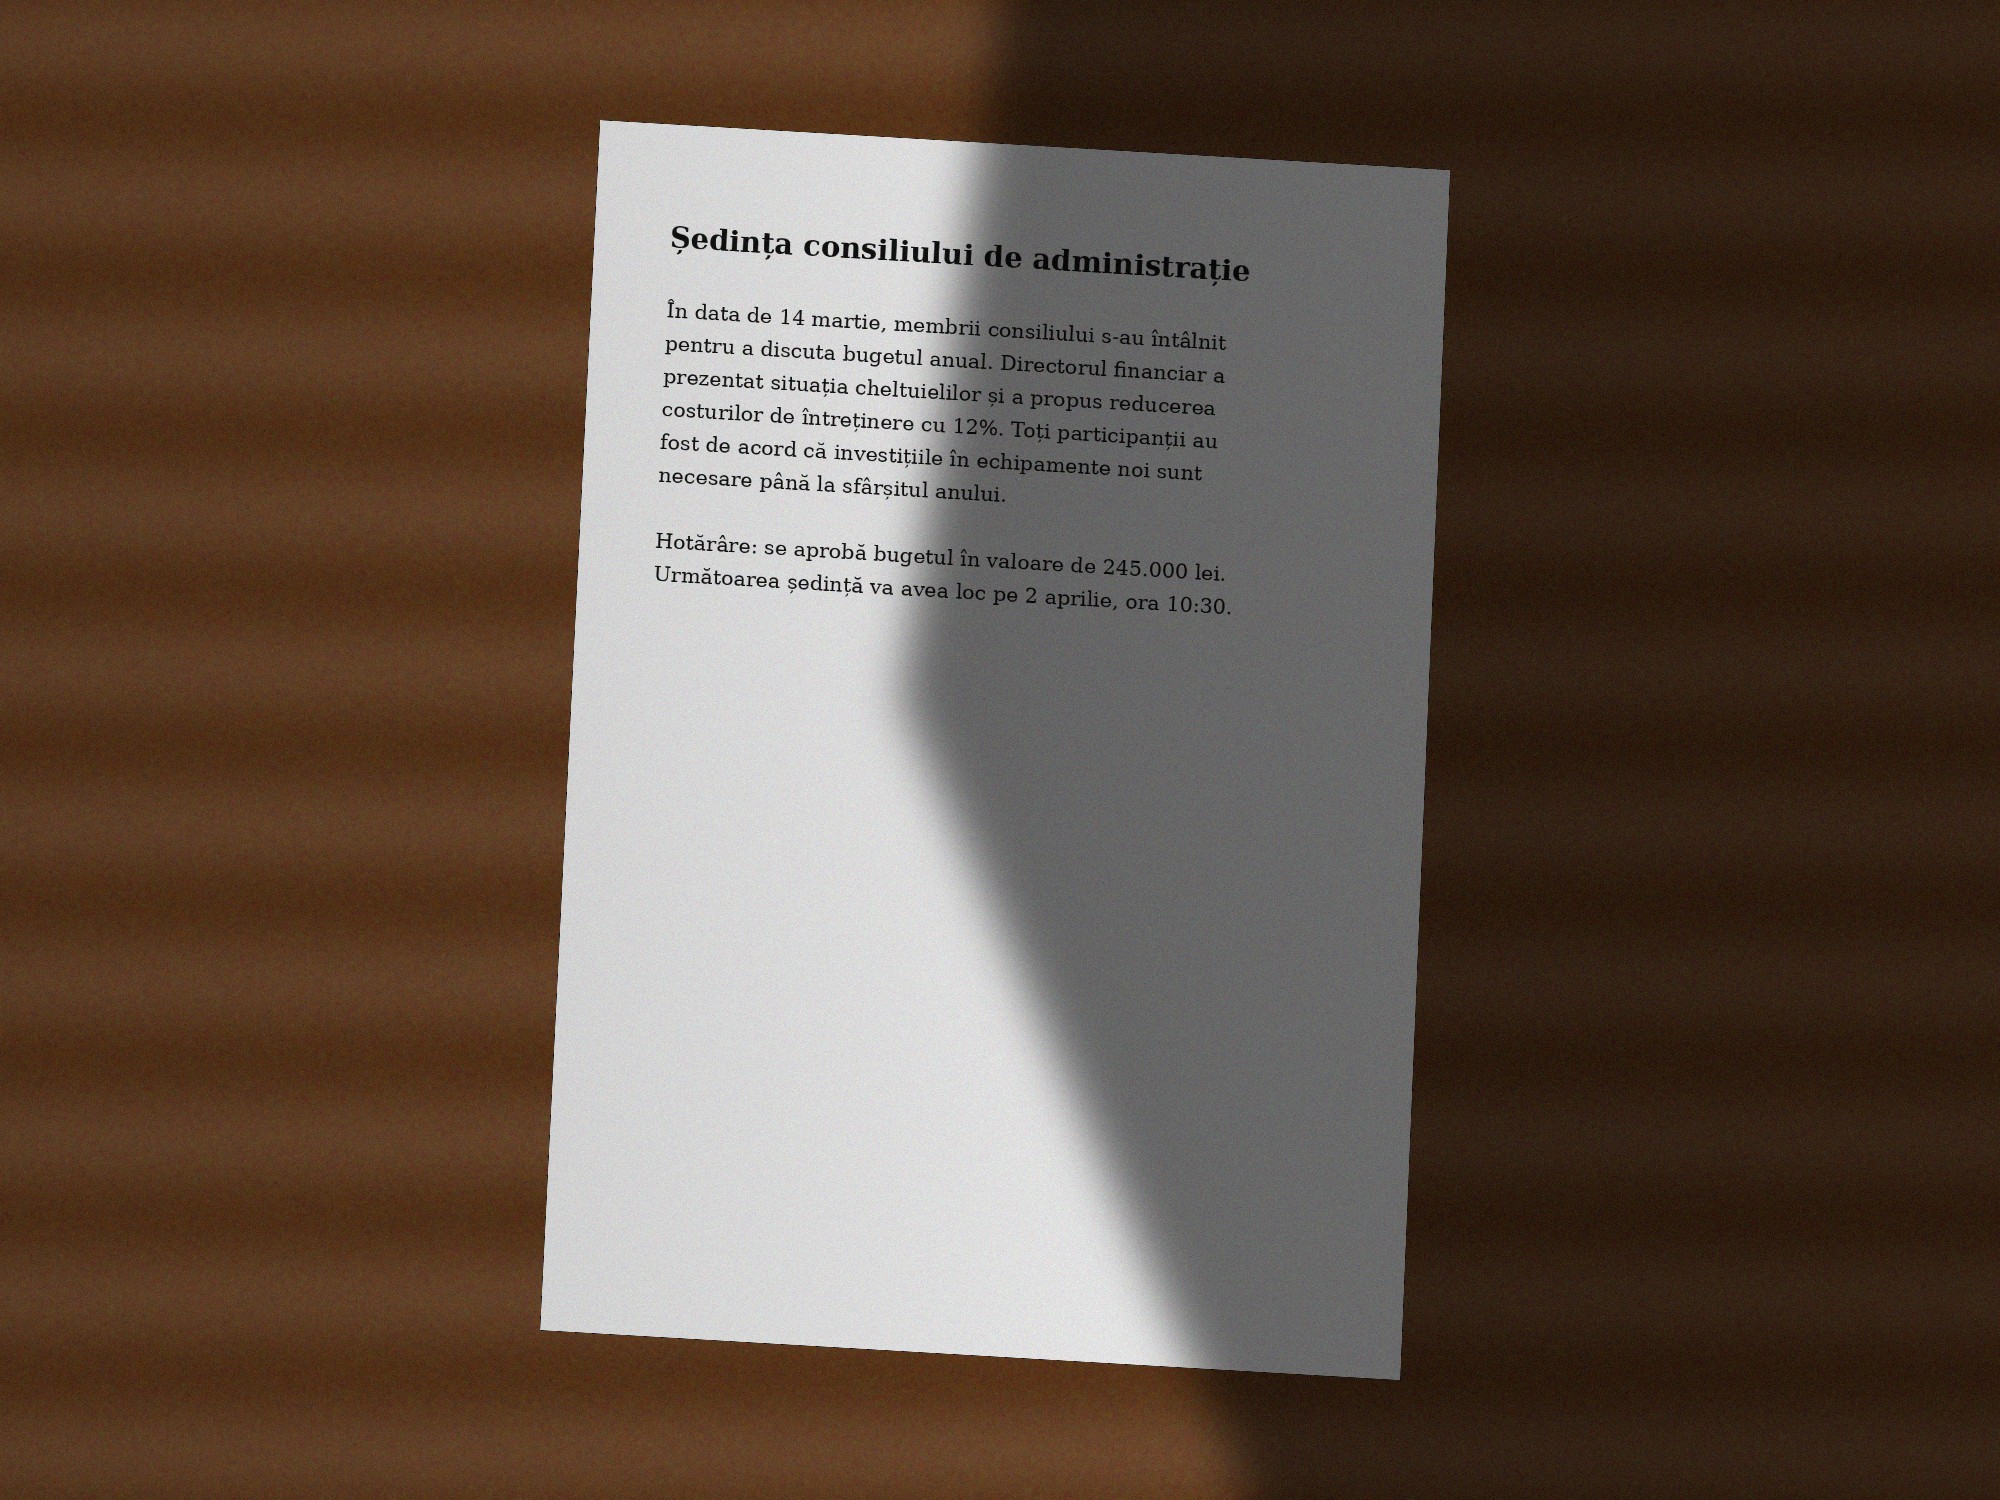 Ședința consiliului de administrație
În data de 14 martie, membrii consiliului s-au întâlnit
pentru a discuta bugetul anual. Directorul financiar a
prezentat situația cheltuielilor și a propus reducerea
costurilor de întreținere cu 12%. Toți participanții au
fost de acord că investițiile în echipamente noi sunt
necesare până la sfârșitul anului.
Hotărâre: se aprobă bugetul în valoare de 245.000 lei.
Următoarea ședință va avea loc pe 2 aprilie, ora 10:30.